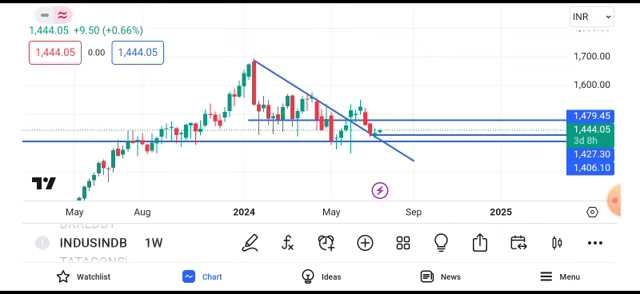 INR
1,444.05 +9.50 (+0.66%)
1,444.05 0.00 1,444.05
1,700.00
1,600.00
1,479.45
1,444.05
3d 8h
1,427.30
1,406.10
May Aug 2024 May Sep 2025
INDUSINDB 1W
Watchlist Chart Ideas News Menu